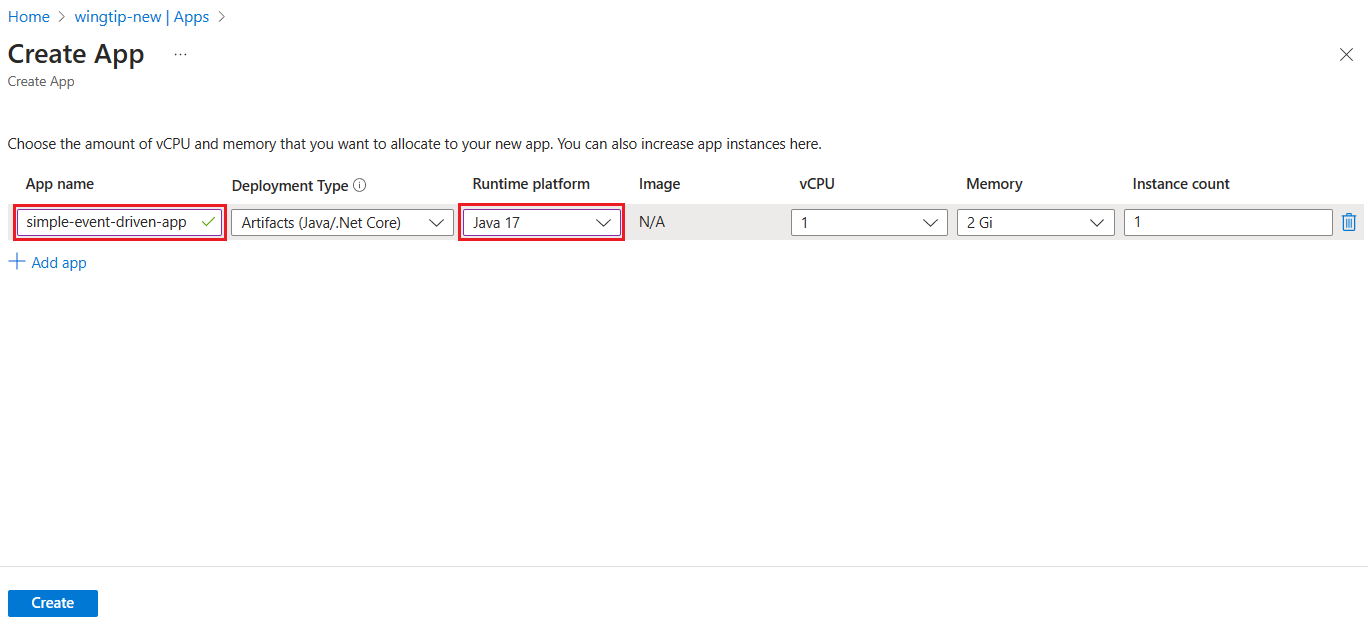 Home > wingtip-new | Apps >
Create App ...
Create App
Choose the amount of vCPU and memory that you want to allocate to your new app. You can also increase app instances here.
App name Deployment Type Runtime platform Image vCPU Memory Instance count
simple-event-driven-app Artifacts (Java/.Net Core) Java 17 N/A 1 2 Gi 1
+ Add app
Create